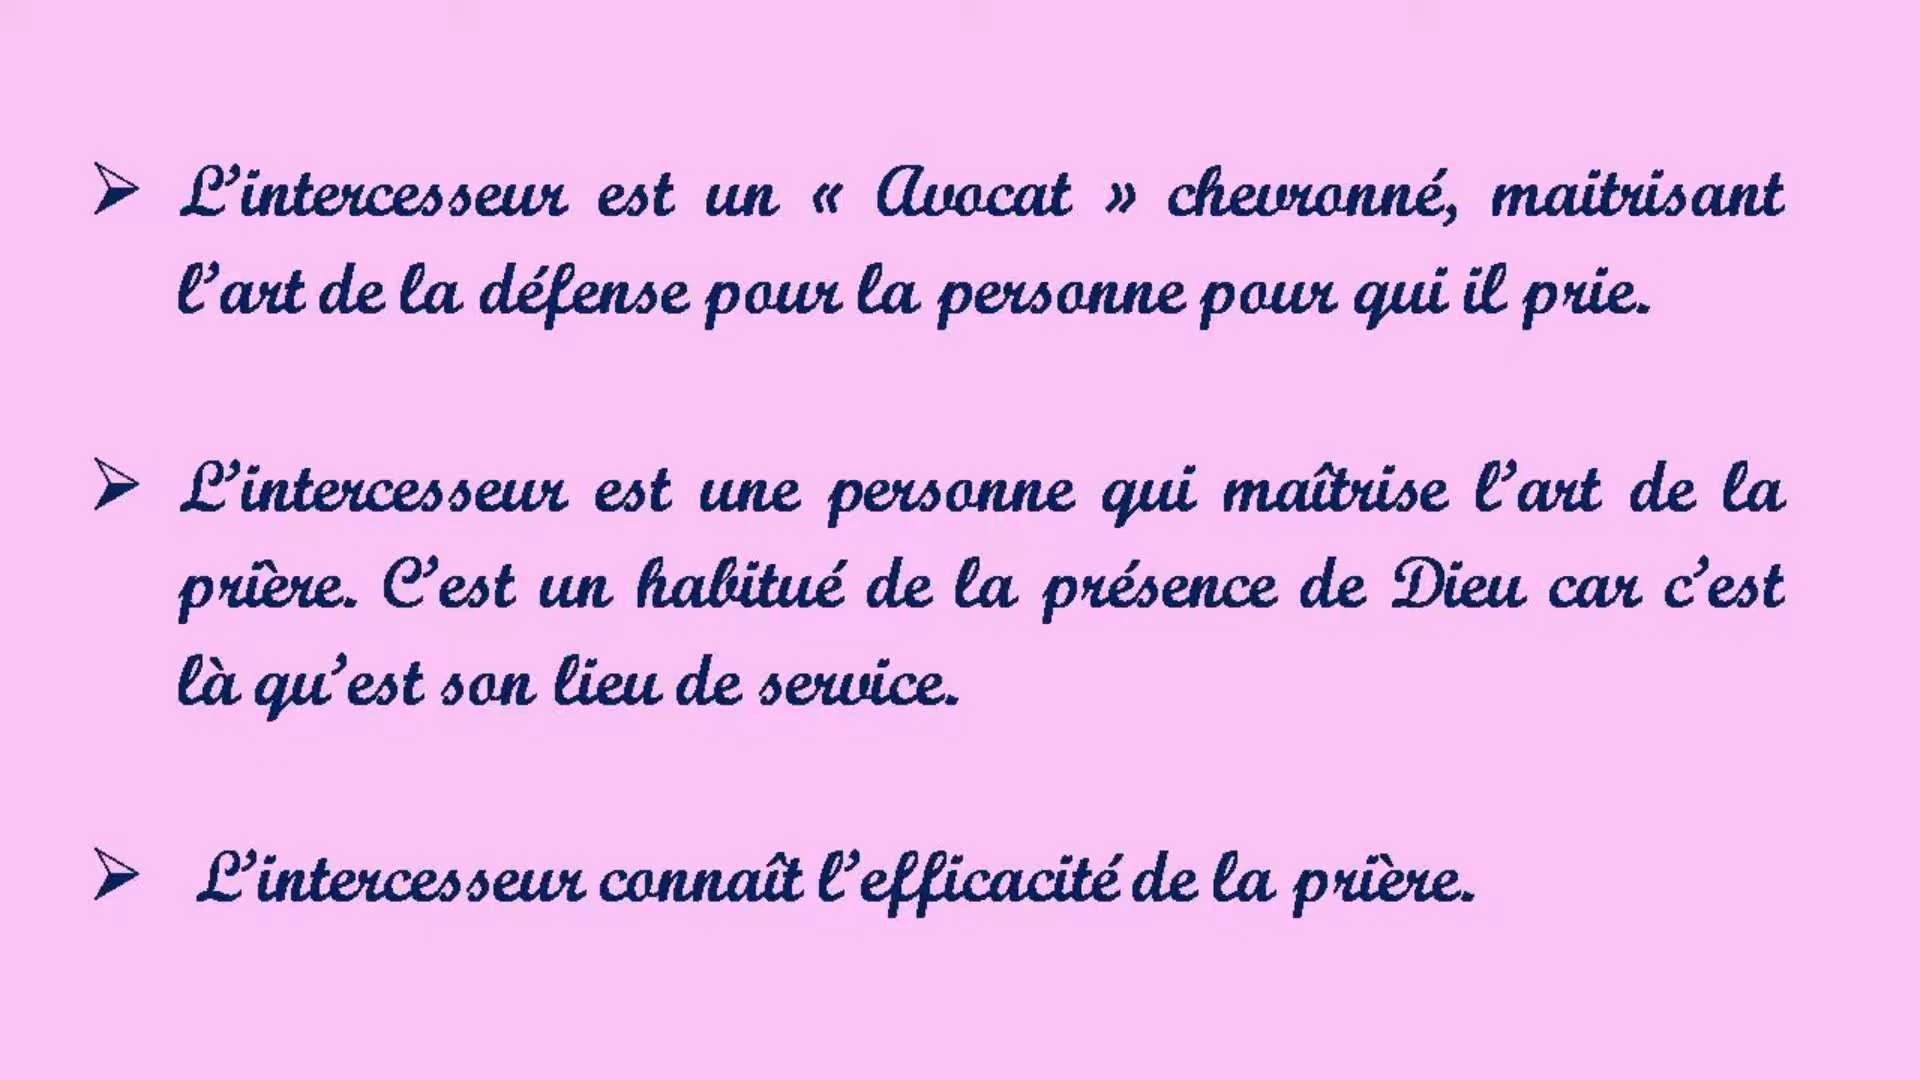 ➢ L’intercesseur est un « Avocat » chevronné, maitrisant
l’art de la défense pour la personne pour qui il prie.
➢ L’intercesseur est une personne qui maîtrise l’art de la
prière. C’est un habitué de la présence de Dieu car c’est
là qu’est son lieu de service.
➢ L’intercesseur connaît l’efficacité de la prière.